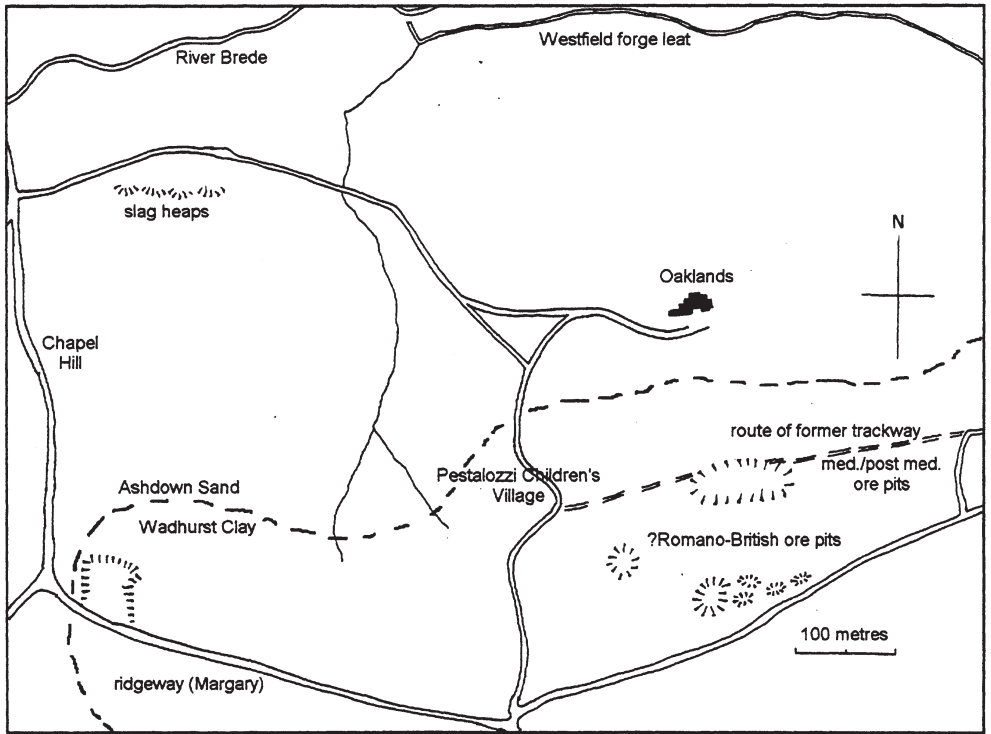 River Brede
Westfield forge leat
slag heaps
N
Oaklands
Chapel
Hill
route of former trackway
Pestalozzi Children's
Village
med./post med.
ore pits
Ashdown Sand
Wadhurst Clay
?Romano-British ore pits
100 metres
ridgeway (Margary)